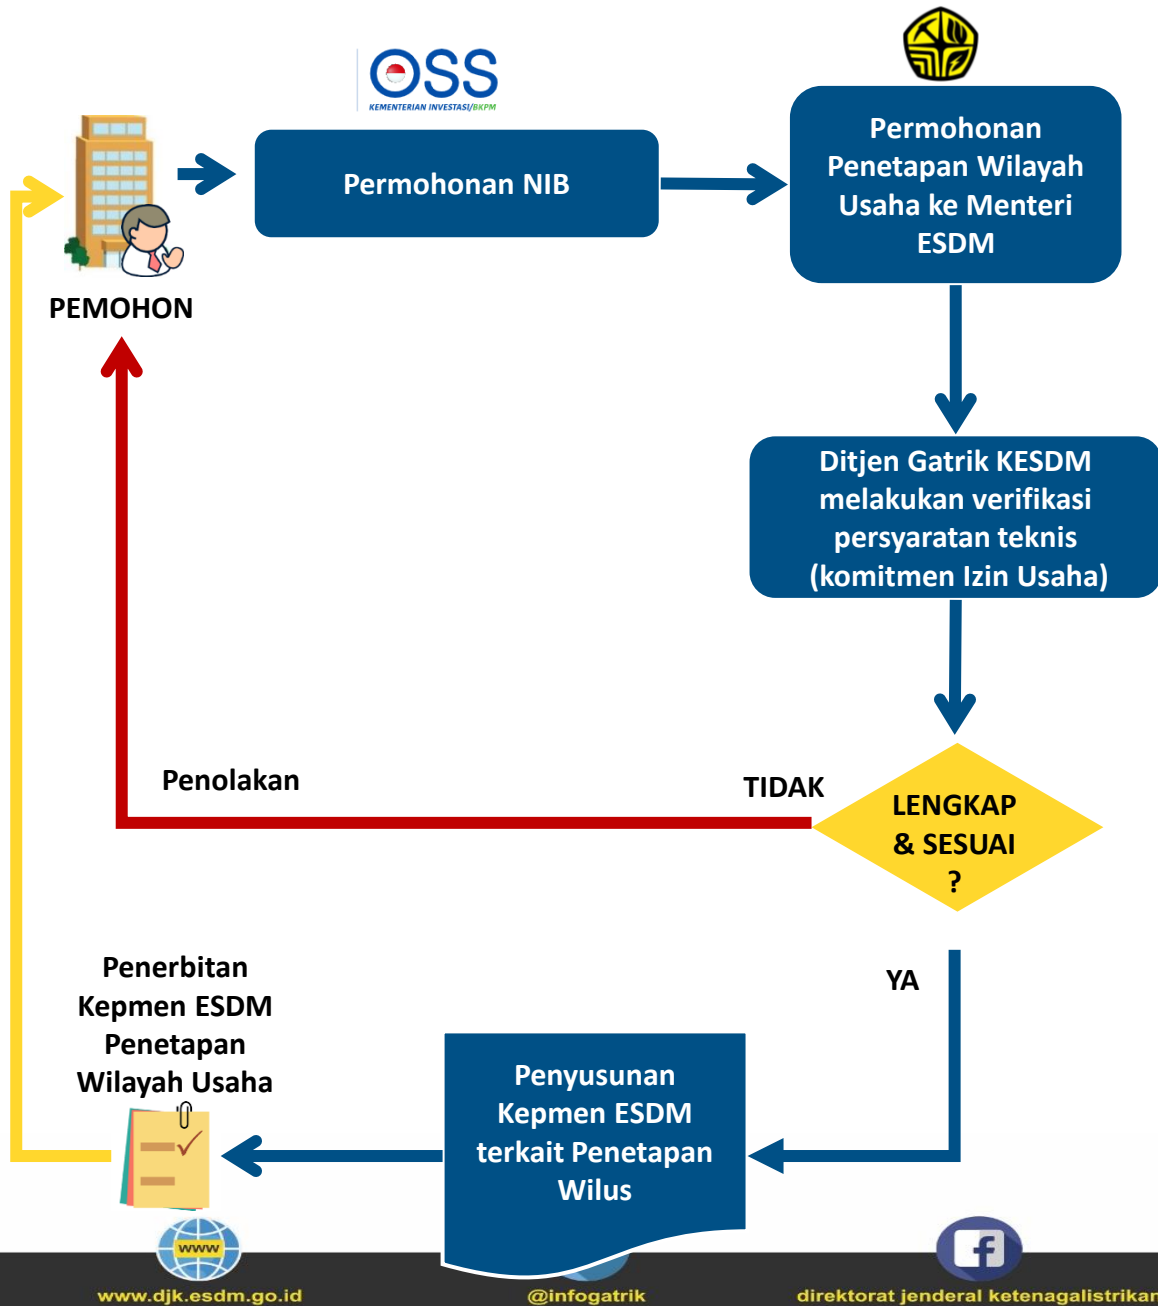 OSS
KEMENTERIAN INVESTASI/BKPM
Permohonan NIB
Permohonan
Penetapan Wilayah
Usaha ke Menteri
ESDM
PEMOHON
Ditjen Gatrik KESDM
melakukan verifikasi
persyaratan teknis
(komitmen Izin Usaha)
Penolakan
TIDAK
LENGKAP
& SESUAI
?
YA
Penerbitan
Kepmen ESDM
Penetapan
Wilayah Usaha
Penyusunan
Kepmen ESDM
terkait Penetapan
Wilus
www
f
www.djk.esdm.go.id
@infogatrik
direktorat jenderal ketenagalistrikan